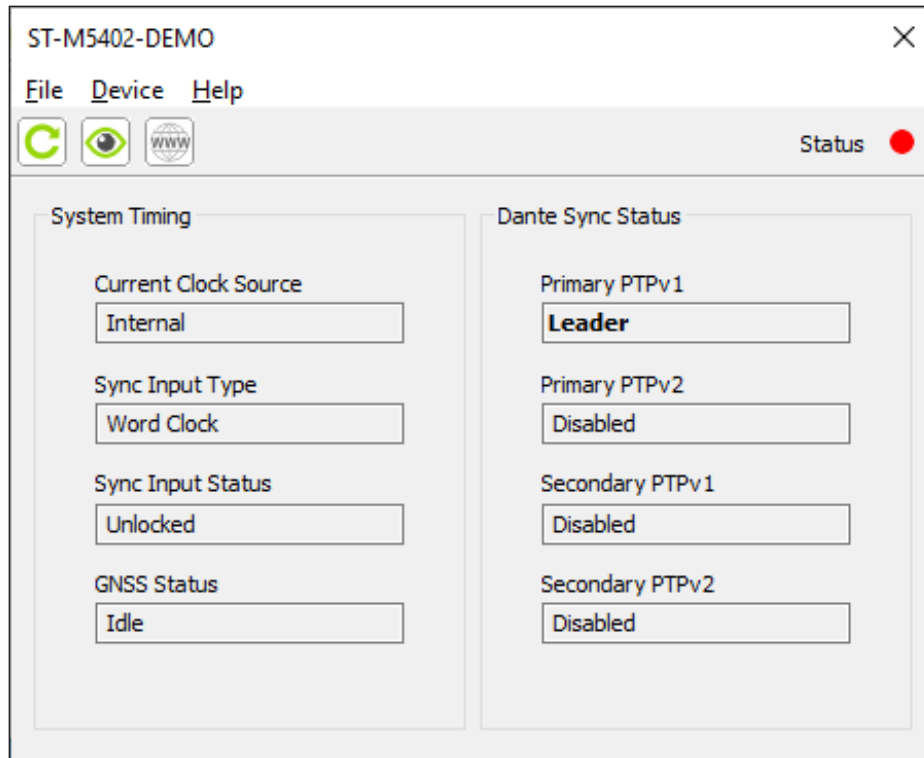 ST-M5402-DEMO
File Device Help
www
Status
System Timing
Current Clock Source
Internal
Sync Input Type
Word Clock
Sync Input Status
Unlocked
GNSS Status
Idle
Dante Sync Status
Primary PTPv1
Leader
Primary PTPv2
Disabled
Secondary PTPv1
Disabled
Secondary PTPv2
Disabled